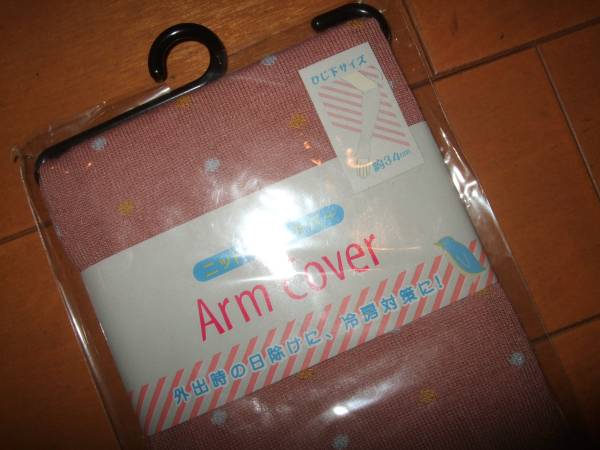 ひじ下サイズ
約34cm
Arm Cover
外出時の日除けに、冷房対策に!